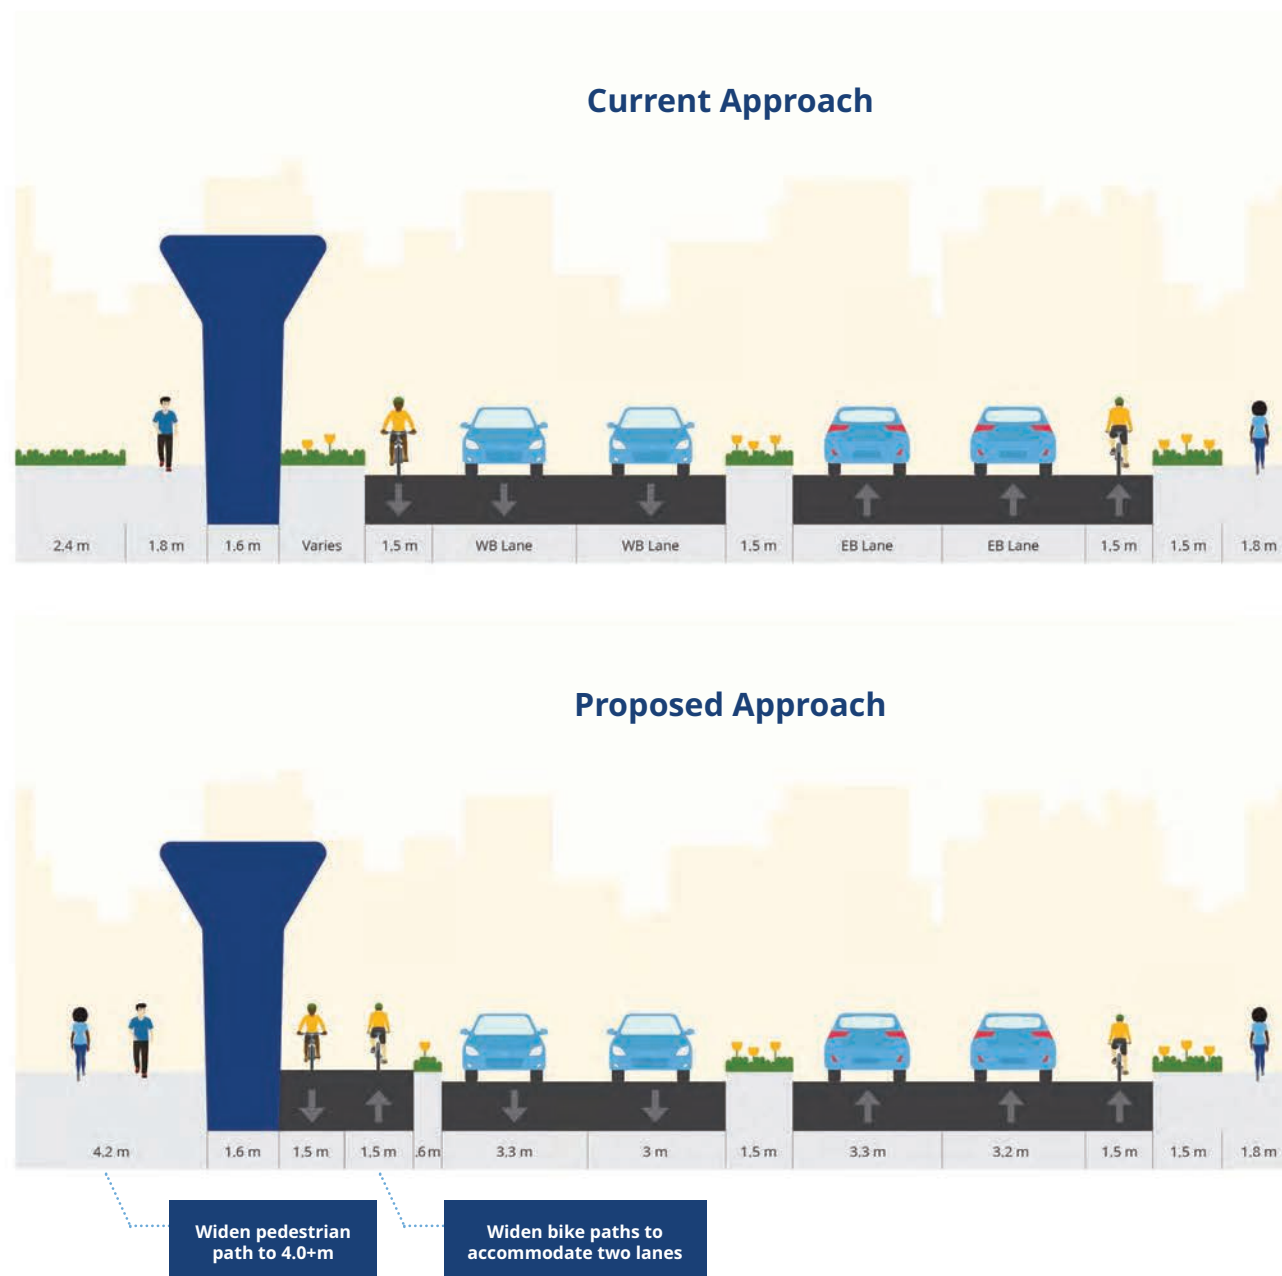 Current Approach
2.4 m
1.8 m
1.6 m
Varies
1.5 m
WB Lane
WB Lane
1.5 m
EB Lane
EB Lane
1.5 m
1.5 m
1.8 m
Proposed Approach
4.2 m
1.6 m
1.5 m
1.5 m
.6 m
3.3 m
3 m
1.5 m
3.3 m
3.2 m
1.5 m
1.5 m
1.8 m
Widen pedestrian
path to 4.0+m
Widen bike paths to
accommodate two lanes